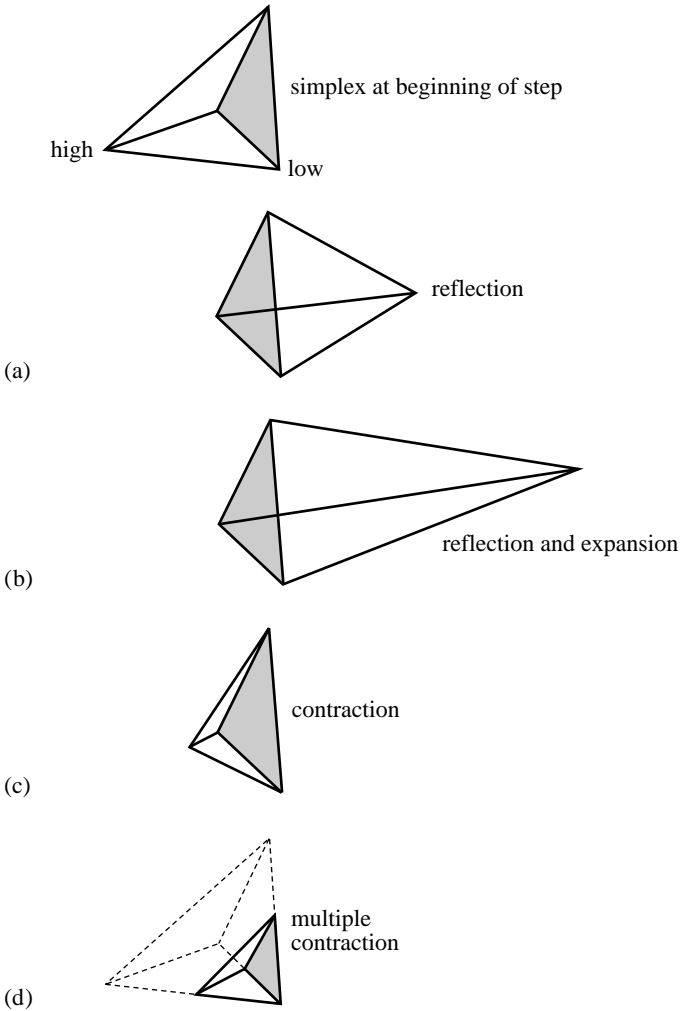 simplex at beginning of step
high
low
reflection
(a)
reflection and expansion
(b)
contraction
(c)
multiple
contraction
(d)